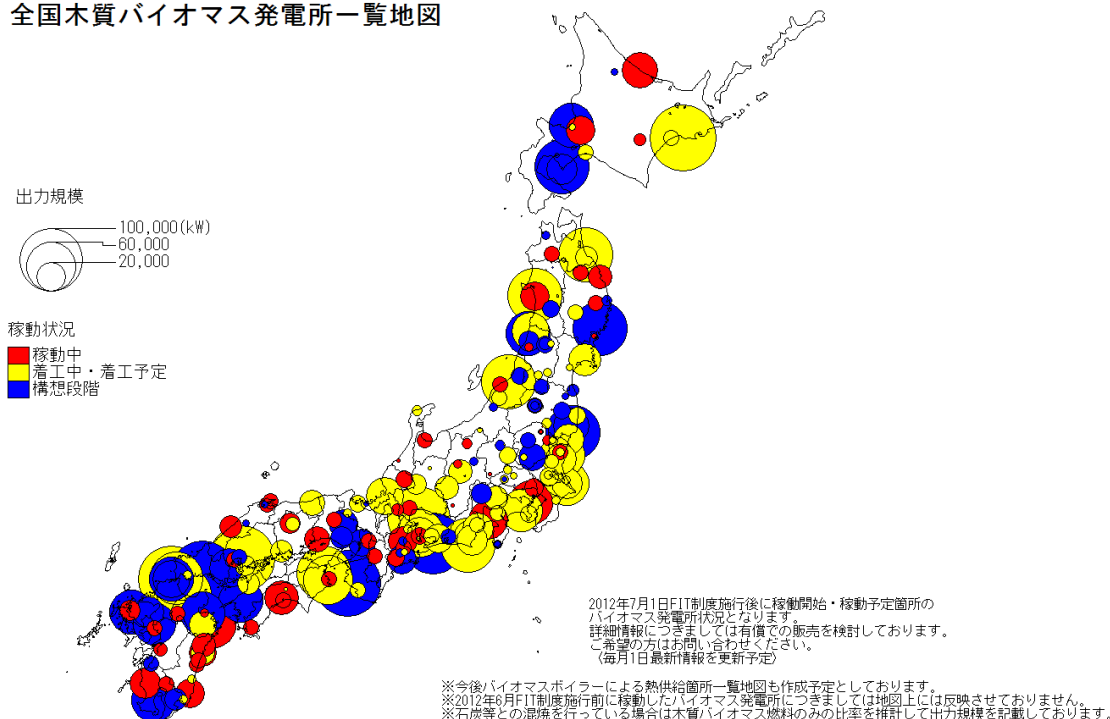 全国木質バイオマス発電所一覧地図
出力規模
100,000(kW)
60,000
20,000
稼動状況
稼動中
着工中・着工予定
構想段階
2012年7月1日FIT制度施行後に稼働開始・稼動予定箇所の
バイオマス発電所状況となります。
詳細情報につきましては有償での販売を検討しております。
ご希望の方はお問い合わせください。
（毎月1日最新情報を更新予定）
※今後バイオマスボイラーによる熱供給箇所一覧地図も作成予定としております。
※2012年6月FIT制度施行前に稼動したバイオマス発電所につきましては地図上には反映させておりません。
※石炭等との混焼を行っている場合は木質バイオマス燃料のみの比率を推計して出力規模を記載しております。